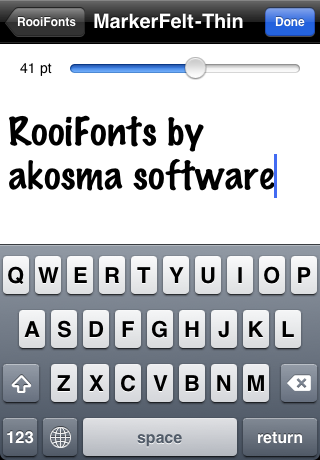 RooiFonts MarkerFelt-Thin Done
41 pt
RooiFonts by
akosma software
Q W E R T Y U I O P
A S D F G H J K L
Z X C V B N M
123 space return